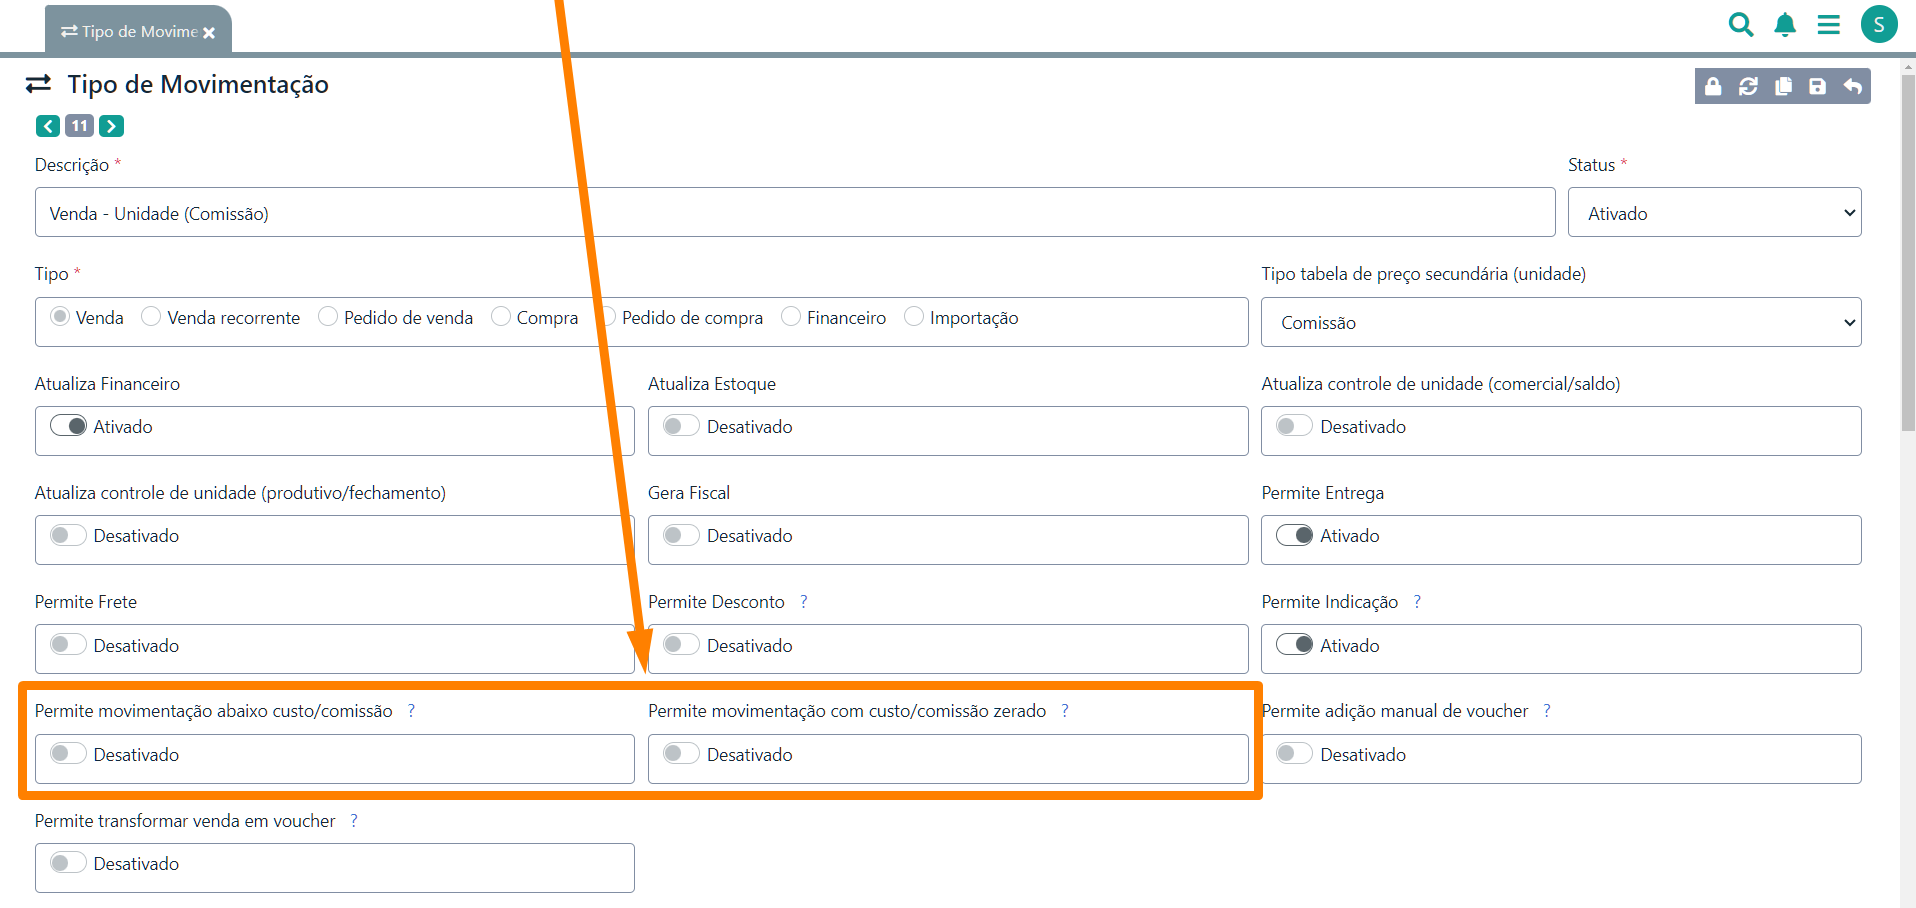 Tipo de Movime
S
Tipo de Movimentação
11
Descrição *
Status *
Venda - Unidade (Comissão)
Ativado
Tipo *
Tipo tabela de preço secundária (unidade)
Venda Venda recorrente Pedido de venda Compra Pedido de compra Financeiro Importação
Comissão
Atualiza Financeiro
Atualiza Estoque
Atualiza controle de unidade (comercial/saldo)
Ativado
Desativado
Desativado
Atualiza controle de unidade (produtivo/fechamento)
Gera Fiscal
Permite Entrega
Desativado
Desativado
Ativado
Permite Frete
Permite Desconto ?
Permite Indicação ?
Desativado
Desativado
Ativado
Permite movimentação abaixo custo/comissão ?
Permite movimentação com custo/comissão zerado ?
Permite adição manual de voucher ?
Desativado
Desativado
Desativado
Permite transformar venda em voucher ?
Desativado